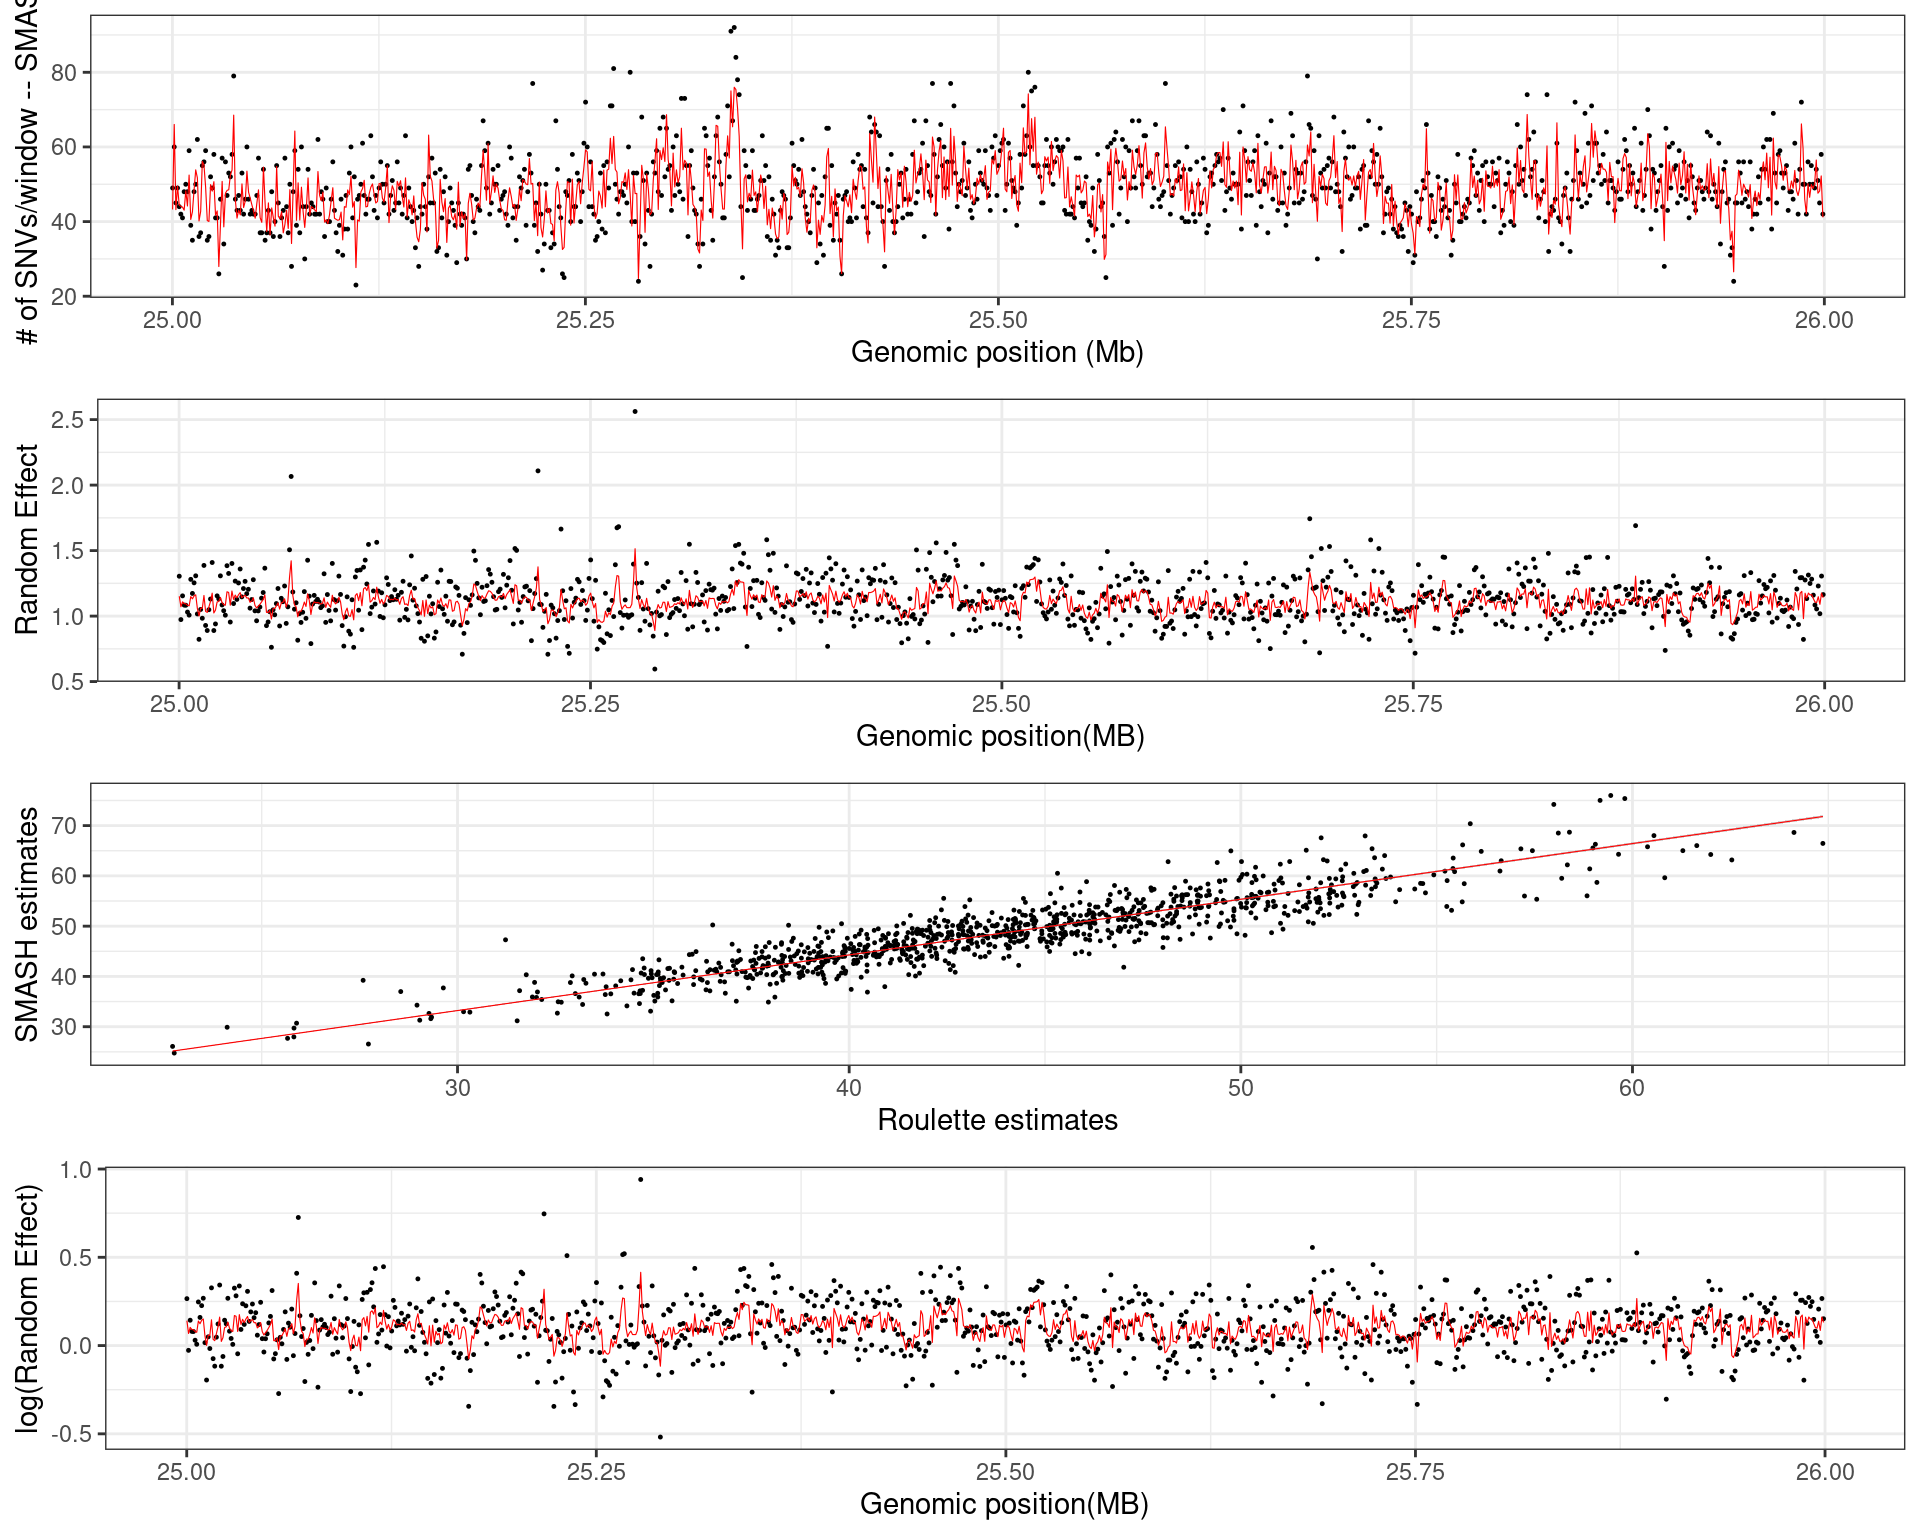 # of SNVs/window -- SMAS
80
60
40
20
25.00 25.25 25.50 25.75 26.00
Genomic position (Mb)
Random Effect
2.5
2.0
1.5
1.0
0.5
25.00 25.25 25.50 25.75 26.00
Genomic position(MB)
SMASH estimates
70
60
50
40
30
30 40 50 60
Roulette estimates
log(Random Effect)
1.0
0.5
0.0
-0.5
25.00 25.25 25.50 25.75 26.00
Genomic position(MB)